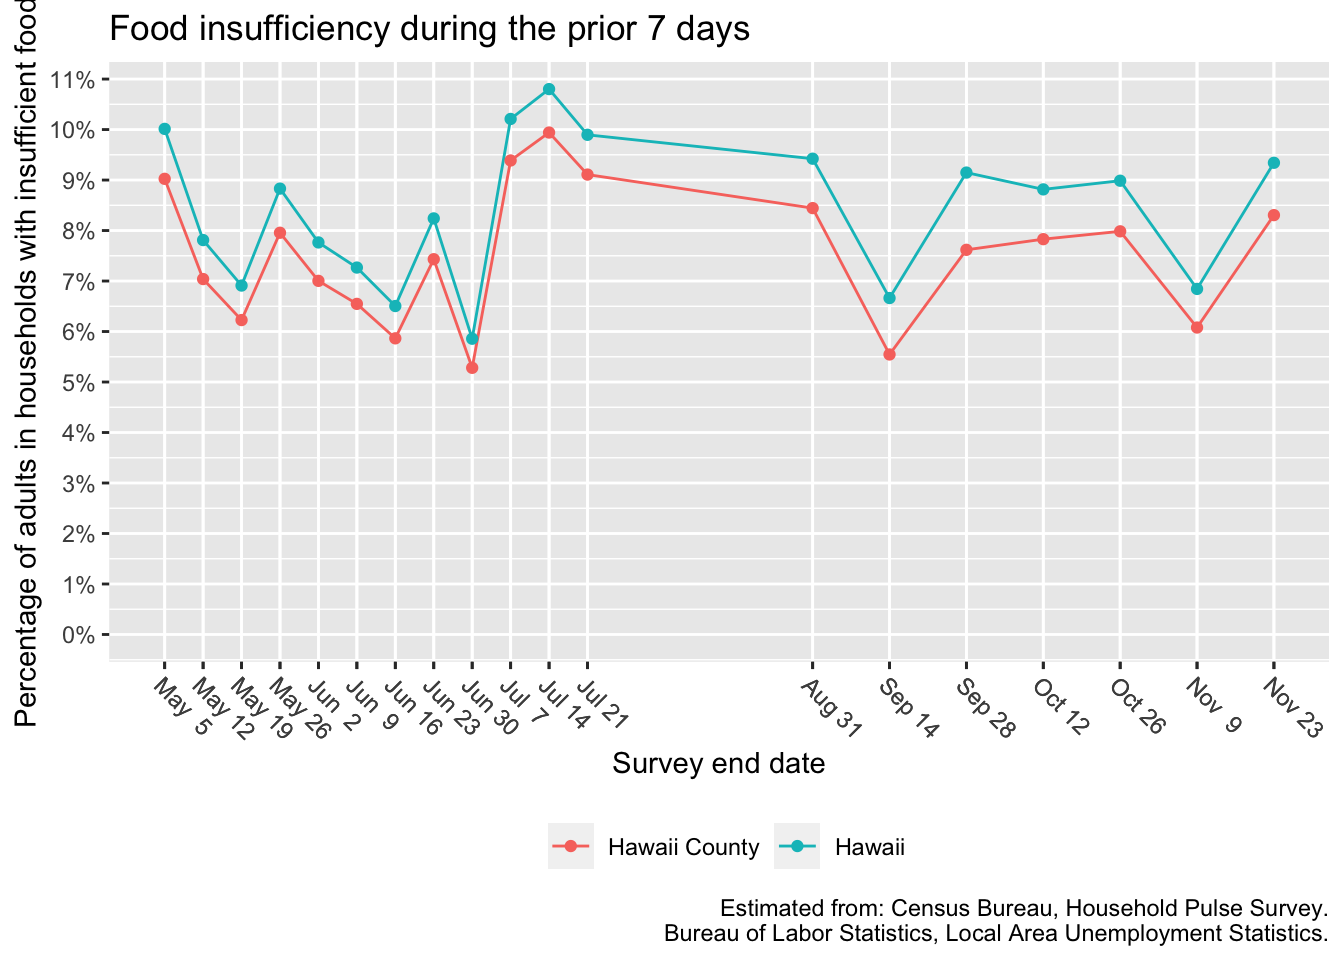 Food insufficiency during the prior 7 days
Percentage of adults in households with insufficient food
11%
10%
9%
8%
7%
6%
5%
4%
3%
2%
1%
0%
May 5
May 12
May 19
May 26
Jun 2
Jun 9
Jun 16
Jun 23
Jun 30
Jul 7
Jul 14
Jul 21
Aug 31
Sep 14
Sep 28
Oct 12
Oct 26
Nov 9
Nov 23
Survey end date
Hawaii County
Hawaii
Estimated from: Census Bureau, Household Pulse Survey.
Bureau of Labor Statistics, Local Area Unemployment Statistics.